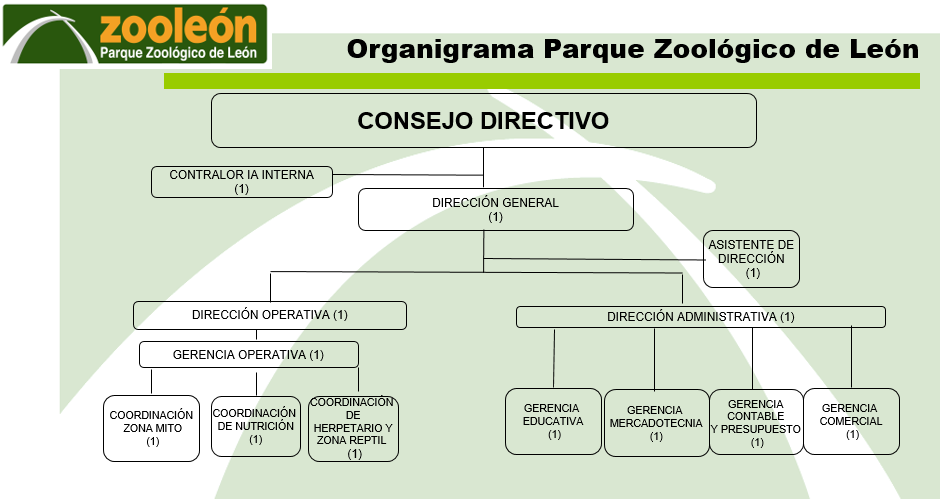 zooleón
Parque Zoológico de León
Organigrama Parque Zoológico de León
CONSEJO DIRECTIVO
CONTRALOR IA INTERNA
(1)
DIRECCIÓN GENERAL
(1)
ASISTENTE DE
DIRECCIÓN
(1)
DIRECCIÓN OPERATIVA (1)
DIRECCIÓN ADMINISTRATIVA (1)
GERENCIA OPERATIVA (1)
COORDINACIÓN
ZONA MITO
(1)
COORDINACIÓN
DE NUTRICIÓN
(1)
COORDINACIÓN
DE
HERPETARIO Y
ZONA REPTIL
(1)
GERENCIA
EDUCATIVA
(1)
GERENCIA
MERCADOTECNIA
(1)
GERENCIA
CONTABLE
Y PRESUPUESTO
(1)
GERENCIA
COMERCIAL
(1)